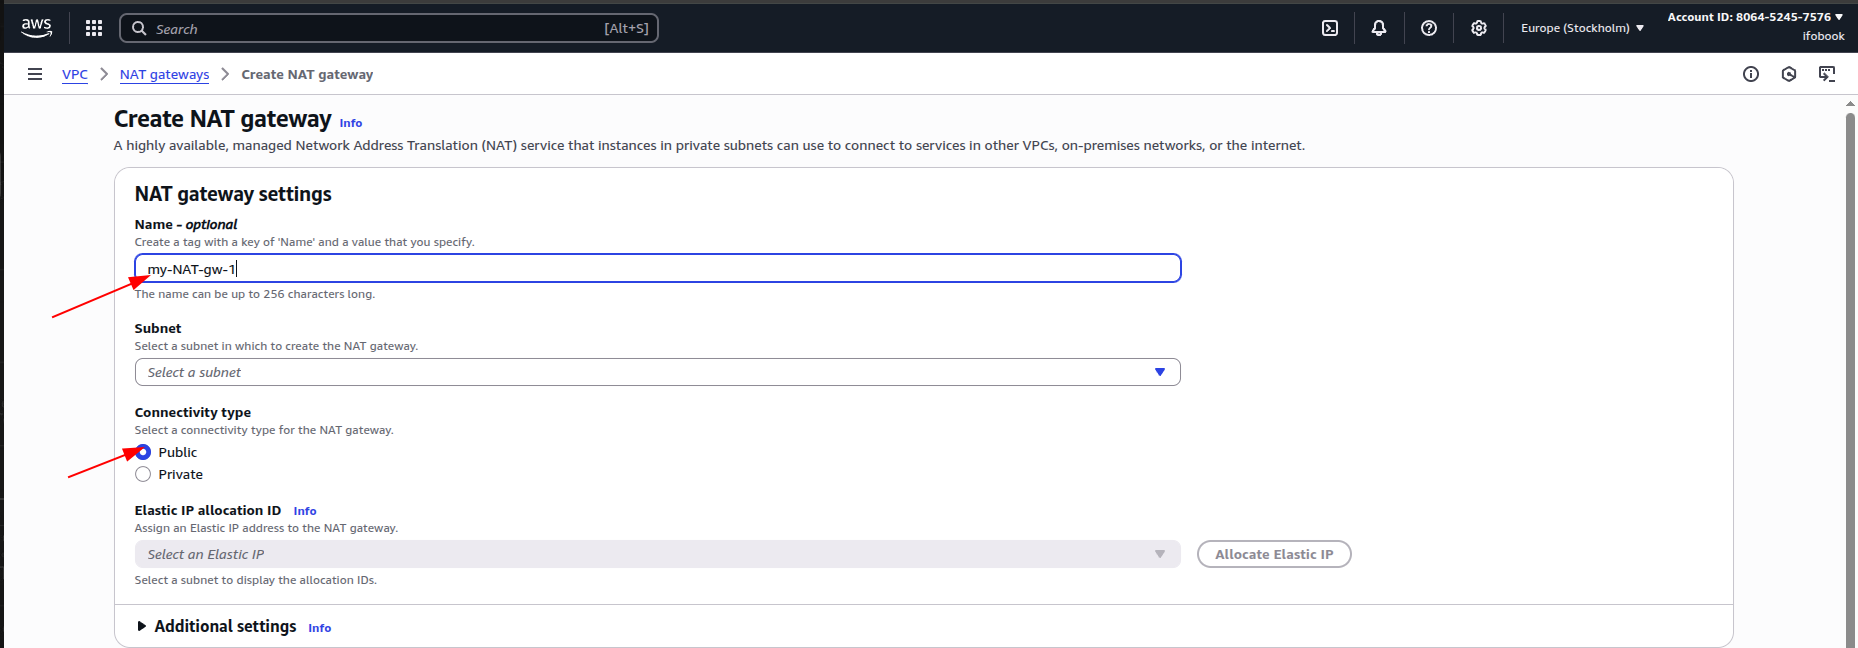 aws
Search [Alt+S]
Europe (Stockholm)
Account ID: 8064-5245-7576
ifobook
VPC > NAT gateways > Create NAT gateway
Create NAT gateway Info
A highly available, managed Network Address Translation (NAT) service that instances in private subnets can use to connect to services in other VPCs, on-premises networks, or the internet.
NAT gateway settings
Name – optional
Create a tag with a key of 'Name' and a value that you specify.
my-NAT-gw-1
The name can be up to 256 characters long.
Subnet
Select a subnet in which to create the NAT gateway.
Select a subnet
Connectivity type
Select a connectivity type for the NAT gateway.
Public
Private
Elastic IP allocation ID Info
Assign an Elastic IP address to the NAT gateway.
Select an Elastic IP
Allocate Elastic IP
Select a subnet to display the allocation IDs.
Additional settings Info